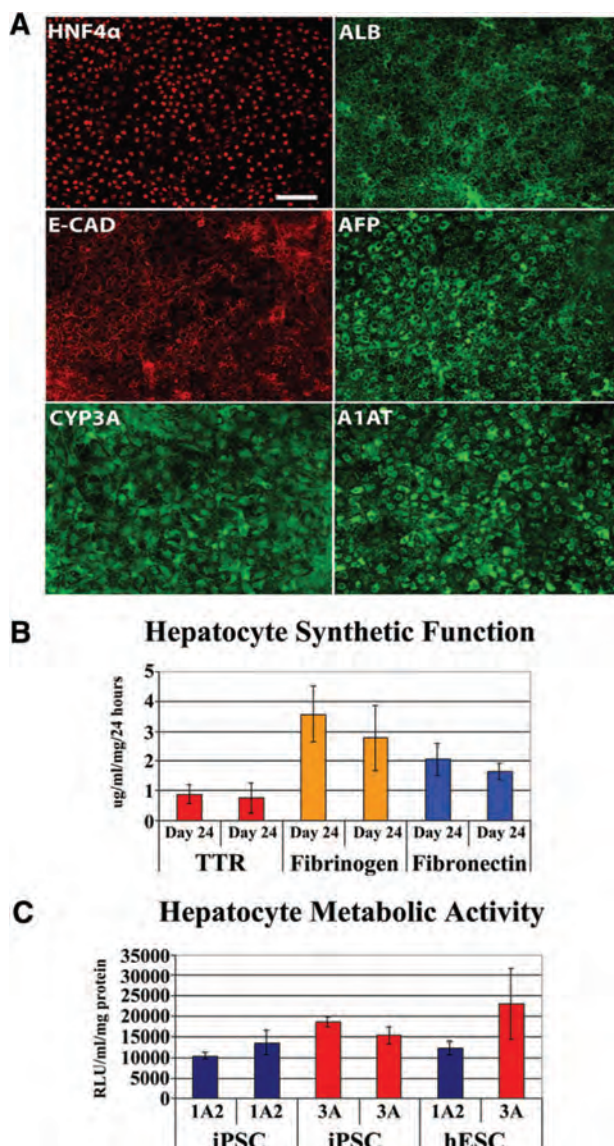 A
HNF4α ALB
E-CAD AFP
CYP3A A1AT
B Hepatocyte Synthetic Function
ug/ml/mg/24 hours
5
4
3
2
1
0
Day 24 Day 24 Day 24 Day 24 Day 24 Day 24
TTR Fibrinogen Fibronectin
C Hepatocyte Metabolic Activity
RLU/ml/mg protein
35000
30000
25000
20000
15000
10000
5000
0
1A2 1A2 3A 3A 1A2 3A
iPSC iPSC hESC